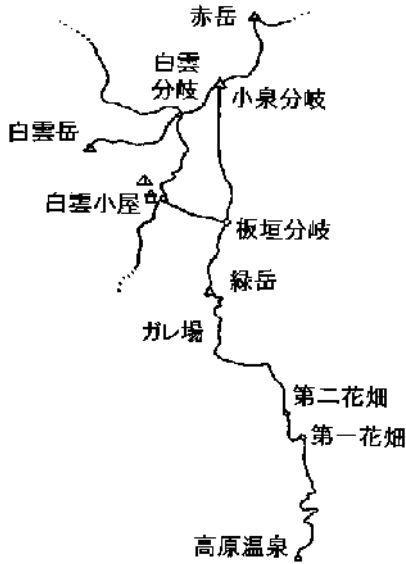 赤岳
白雲
分岐
小泉分岐
白雲岳
白雲小屋
板垣分岐
緑岳
ガレ場
第二花畑
第一花畑
高原温泉